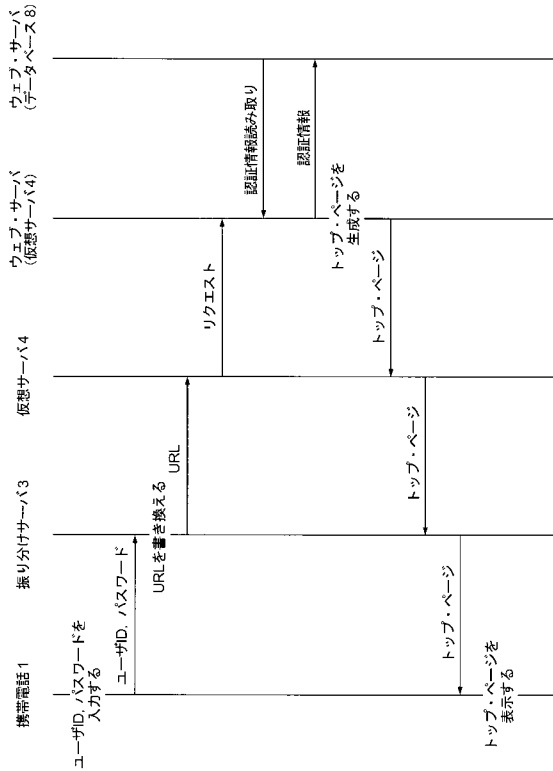 携帯電話1
振り分けサーバ3
仮想サーバ4
ウェブ・サーバ
(仮想サーバ4)
ウェブ・サーバ
(データベース8)
ユーザID, パスワードを
入力する
ユーザID, パスワード
URLを書き換える
URL
リクエスト
認証情報読み取り
認証情報
トップ・ページを
生成する
トップ・ページ
トップ・ページ
トップ・ページ
トップ・ページを
表示する